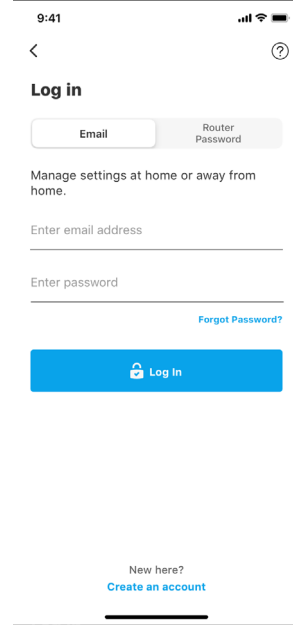 9:41
Log in
Email
Router
Password
Manage settings at home or away from
home.
Enter email address
Enter password
Forgot Password?
Log In
New here?
Create an account